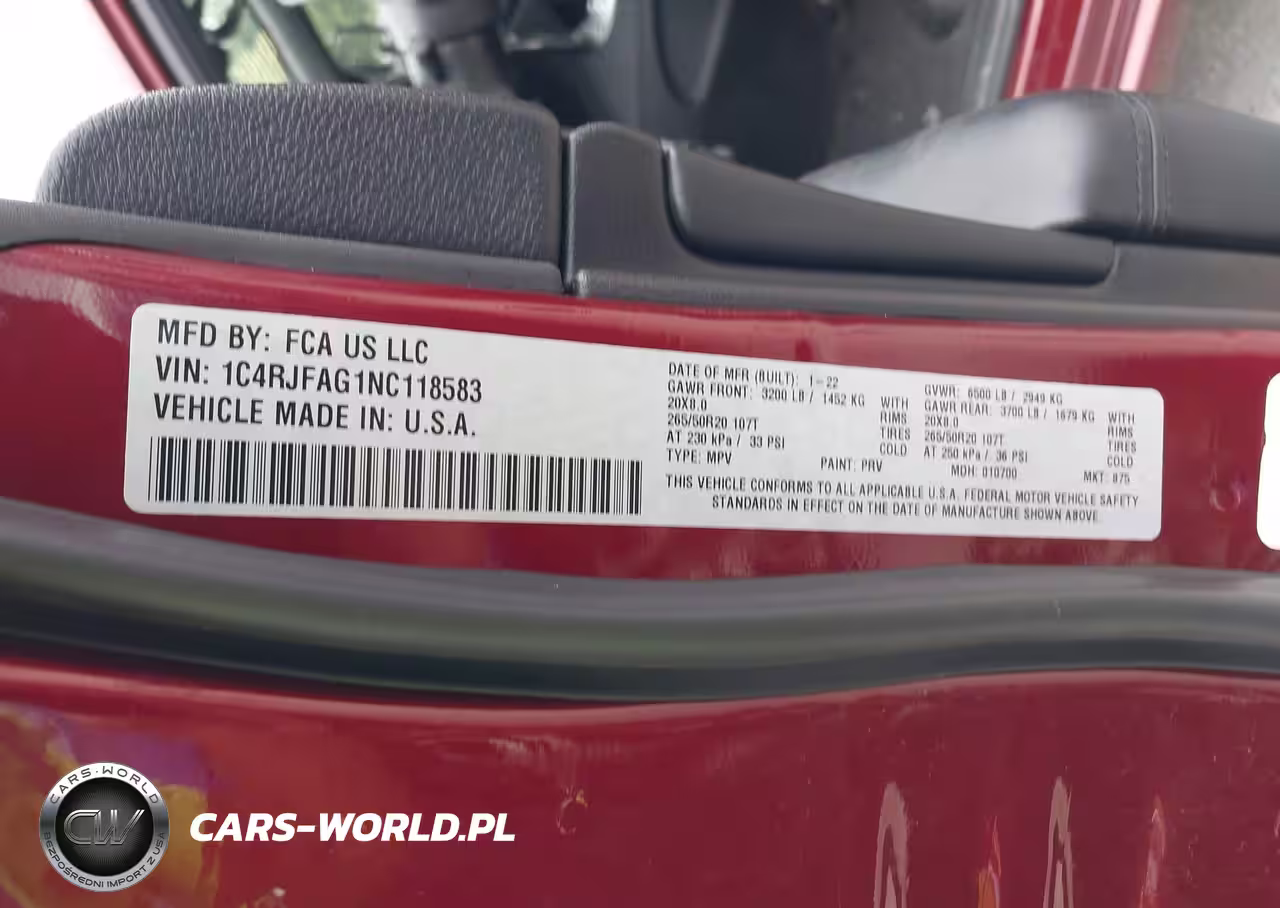 MFD BY: FCA US LLC
VIN: 1C4RJFAG1NC118583
VEHICLE MADE IN: U.S.A.
DATE OF MFR (BUILT): 1-22
GAWR FRONT: 3200 LB / 1452 KG WITH
20X8.0 RIMS
265/50R20 107T TIRES
AT 230 kPa / 33 PSI COLD
TYPE: MPV PAINT: PRV
GVWR: 6500 LB / 2949 KG
GAWR REAR: 3700 LB / 1679 KG WITH
20X8.0 RIMS
265/50R20 107T TIRES
AT 250 kPa / 36 PSI COLD
MDH: 010700 MKT: 875
THIS VEHICLE CONFORMS TO ALL APPLICABLE U.S.A. FEDERAL MOTOR VEHICLE SAFETY
STANDARDS IN EFFECT ON THE DATE OF MANUFACTURE SHOWN ABOVE.
CARS-WORLD
CW
BEZPOŚREDNI IMPORT Z USA
CARS-WORLD.PL